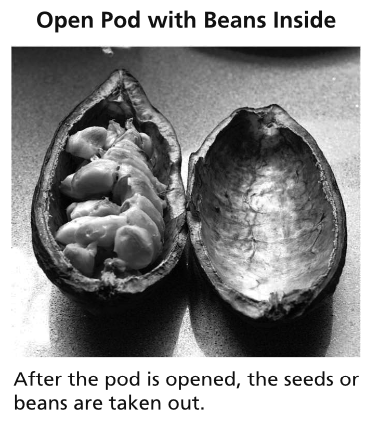 Open Pod with Beans Inside
After the pod is opened, the seeds or
beans are taken out.